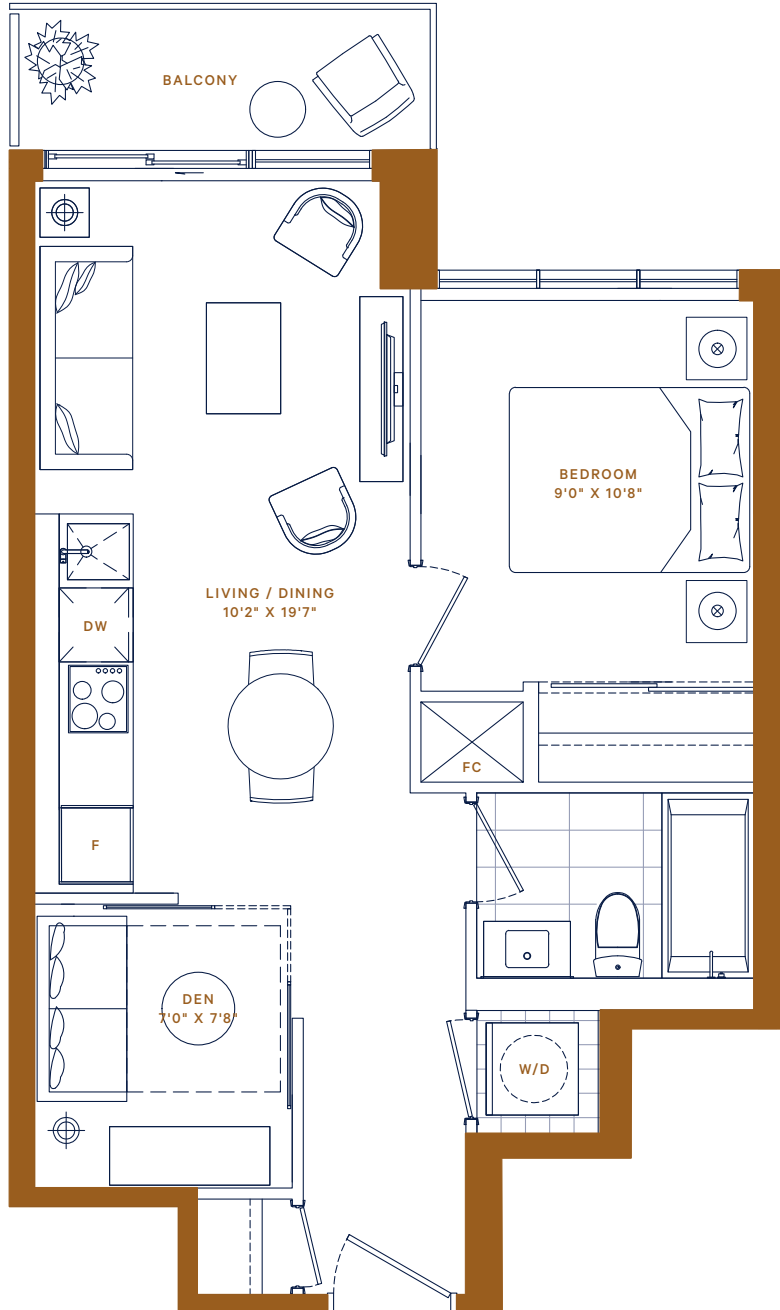 BALCONY
BEDROOM
9'0" X 10'8"
LIVING / DINING
10'2" X 19'7"
DW
FC
F
DEN
7'0" X 7'8"
W/D